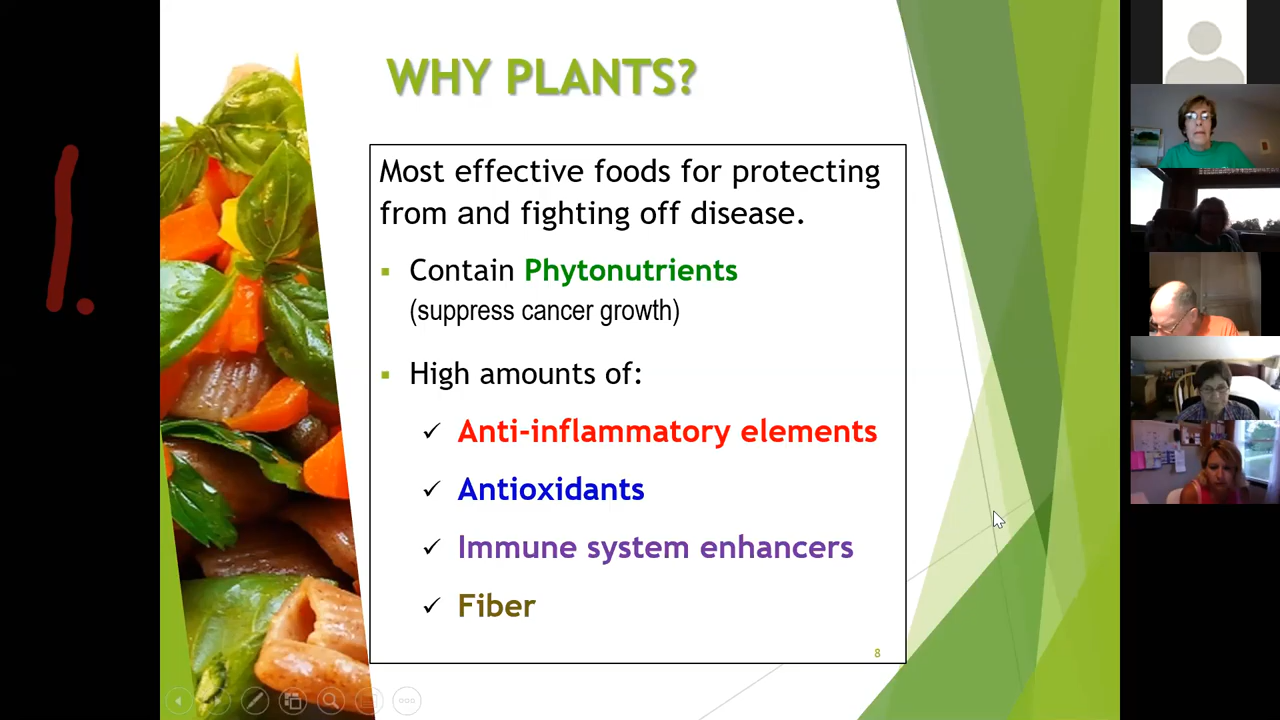 1.
WHY PLANTS?
Most effective foods for protecting
from and fighting off disease.
▪ Contain Phytonutrients
(suppress cancer growth)
▪ High amounts of:
✓ Anti-inflammatory elements
✓ Antioxidants
✓ Immune system enhancers
✓ Fiber
8